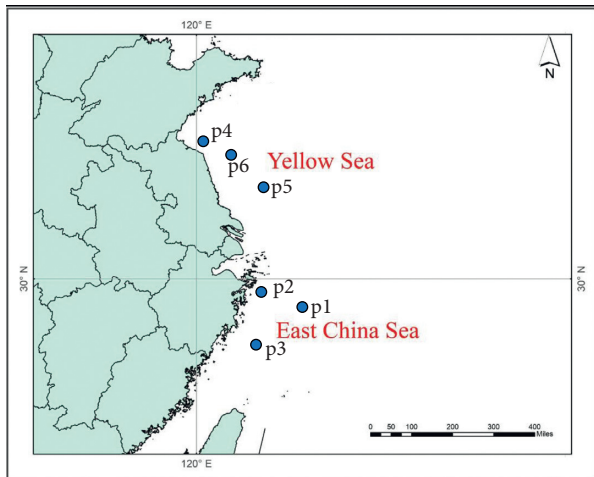 120° E
N
p4
p6
Yellow Sea
p5
30° N
30° N
p2
p1
East China Sea
p3
0 50 100 200 300 400
Miles
120° E